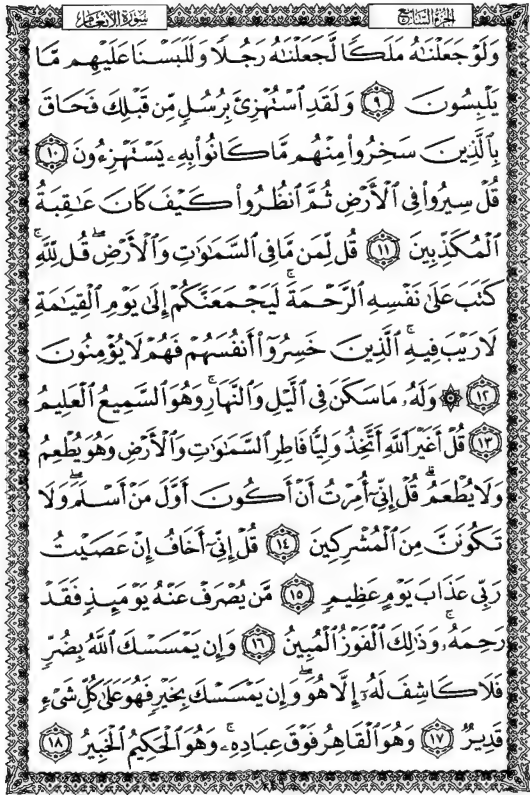 الجزء السابع
سورة الأنعام
وَلَوْ جَعَلْنَٰهُ مَلَكًا لَّجَعَلْنَٰهُ رَجُلًا وَلَلَبَسْنَا عَلَيْهِم مَّا
يَلْبِسُونَ ٩ وَلَقَدِ ٱسْتُهْزِئَ بِرُسُلٍ مِّن قَبْلِكَ فَحَاقَ
بِٱلَّذِينَ سَخِرُوا۟ مِنْهُم مَّا كَانُوا۟ بِهِۦ يَسْتَهْزِءُونَ ١٠
قُلْ سِيرُوا۟ فِى ٱلْأَرْضِ ثُمَّ ٱنظُرُوا۟ كَيْفَ كَانَ عَٰقِبَةُ
ٱلْمُكَذِّبِينَ ١١ قُل لِّمَن مَّا فِى ٱلسَّمَٰوَٰتِ وَٱلْأَرْضِ ۖ قُل لِّلَّهِ ۚ
كَتَبَ عَلَىٰ نَفْسِهِ ٱلرَّحْمَةَ ۚ لَيَجْمَعَنَّكُمْ إِلَىٰ يَوْمِ ٱلْقِيَٰمَةِ
لَا رَيْبَ فِيهِ ۚ ٱلَّذِينَ خَسِرُوٓا۟ أَنفُسَهُمْ فَهُمْ لَا يُؤْمِنُونَ
١٢ ۞ وَلَهُۥ مَا سَكَنَ فِى ٱلَّيْلِ وَٱلنَّهَارِ ۚ وَهُوَ ٱلسَّمِيعُ ٱلْعَلِيمُ
١٣ قُلْ أَغَيْرَ ٱللَّهِ أَتَّخِذُ وَلِيًّا فَاطِرِ ٱلسَّمَٰوَٰتِ وَٱلْأَرْضِ وَهُوَ يُطْعِمُ
وَلَا يُطْعَمُ ۗ قُلْ إِنِّىٓ أُمِرْتُ أَنْ أَكُونَ أَوَّلَ مَنْ أَسْلَمَ ۖ وَلَا
تَكُونَنَّ مِنَ ٱلْمُشْرِكِينَ ١٤ قُلْ إِنِّىٓ أَخَافُ إِنْ عَصَيْتُ
رَبِّى عَذَابَ يَوْمٍ عَظِيمٍ ١٥ مَّن يُصْرَفْ عَنْهُ يَوْمَئِذٍ فَقَدْ
رَحِمَهُۥ ۚ وَذَٰلِكَ ٱلْفَوْزُ ٱلْمُبِينُ ١٦ وَإِن يَمْسَسْكَ ٱللَّهُ بِضُرٍّ
فَلَا كَاشِفَ لَهُۥٓ إِلَّا هُوَ ۖ وَإِن يَمْسَسْكَ بِخَيْرٍ فَهُوَ عَلَىٰ كُلِّ شَىْءٍ
قَدِيرٌ ١٧ وَهُوَ ٱلْقَاهِرُ فَوْقَ عِبَادِهِۦ ۚ وَهُوَ ٱلْحَكِيمُ ٱلْخَبِيرُ ١٨